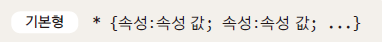 기본형 * {속성:속성 값; 속성:속성 값; ...}